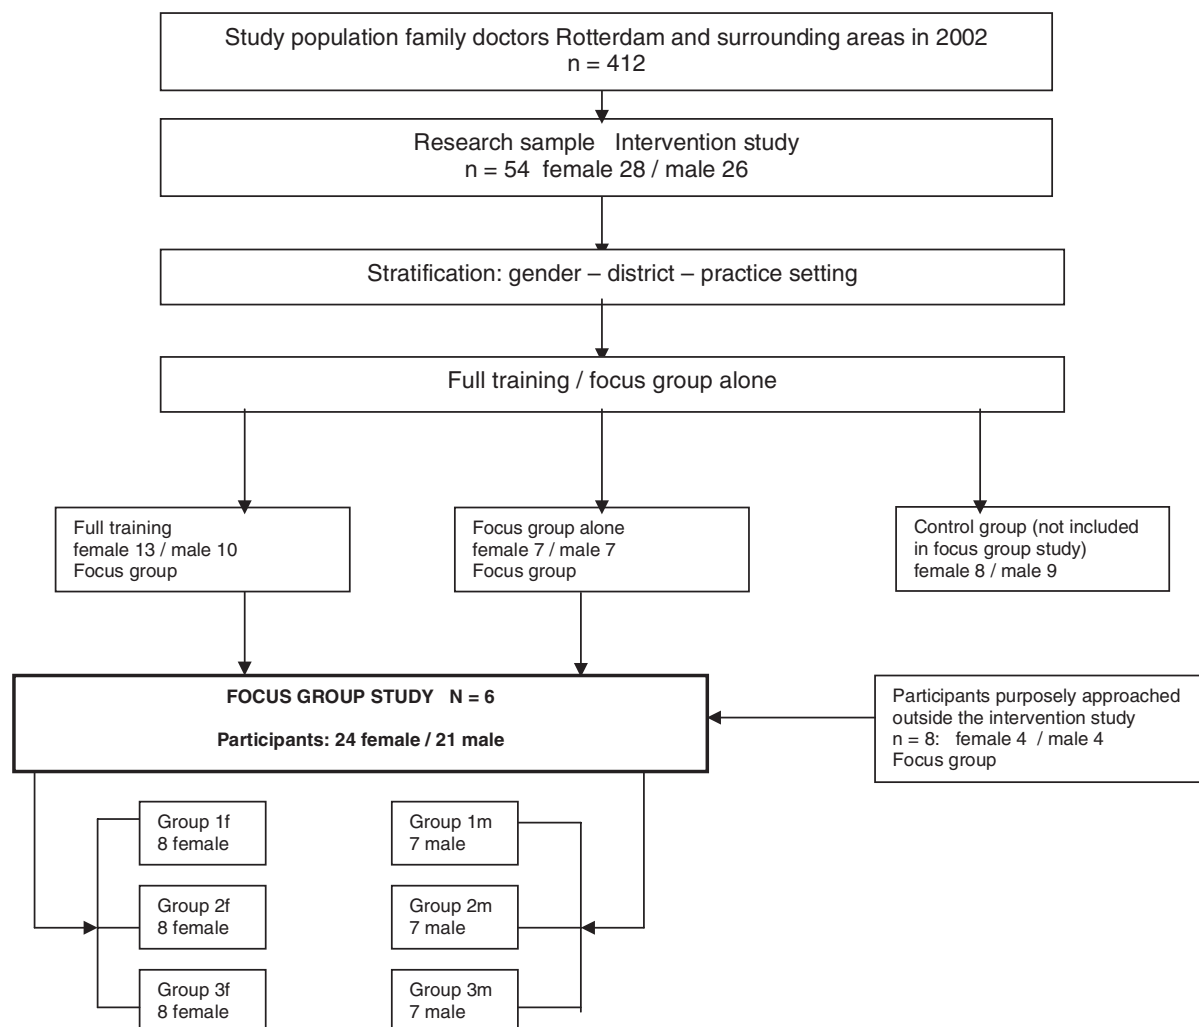 Study population family doctors Rotterdam and surrounding areas in 2002
n = 412
Research sample Intervention study
n = 54 female 28 / male 26
Stratification: gender – district – practice setting
Full training / focus group alone
Full training
female 13 / male 10
Focus group
Focus group alone
female 7 / male 7
Focus group
Control group (not included
in focus group study)
female 8 / male 9
FOCUS GROUP STUDY N = 6
Participants: 24 female / 21 male
Participants purposely approached
outside the intervention study
n = 8: female 4 / male 4
Focus group
Group 1f
8 female
Group 1m
7 male
Group 2f
8 female
Group 2m
7 male
Group 3f
8 female
Group 3m
7 male